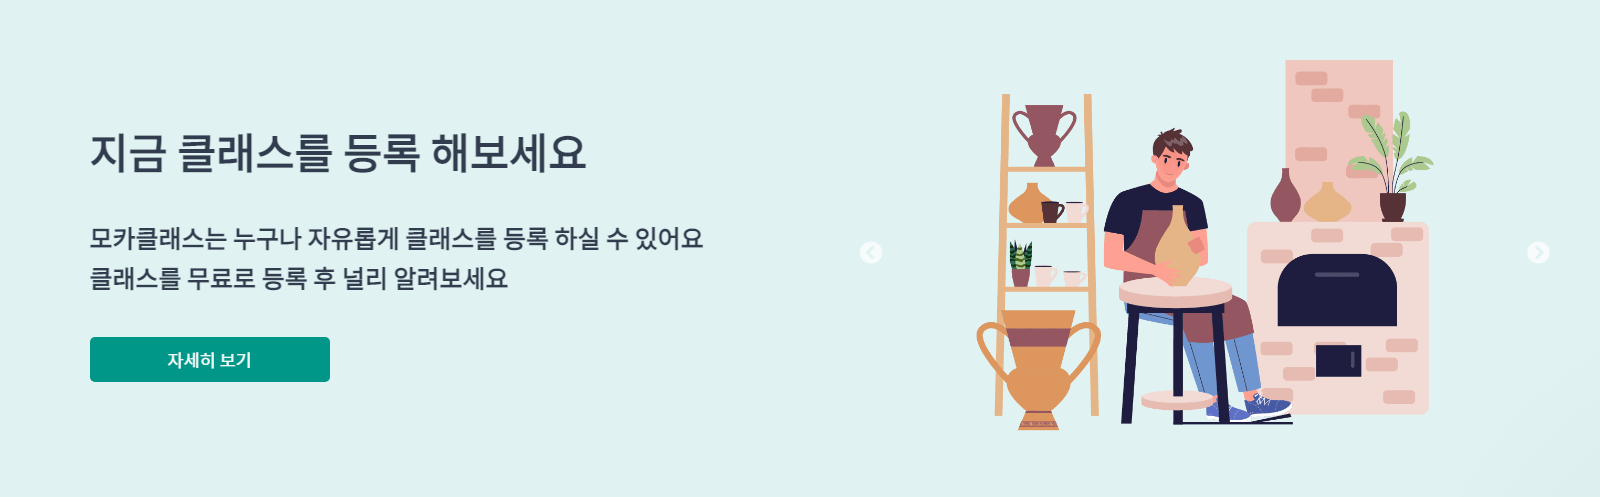 지금 클래스를 등록 해보세요
모카클래스는 누구나 자유롭게 클래스를 등록 하실 수 있어요
클래스를 무료로 등록 후 널리 알려보세요
자세히 보기